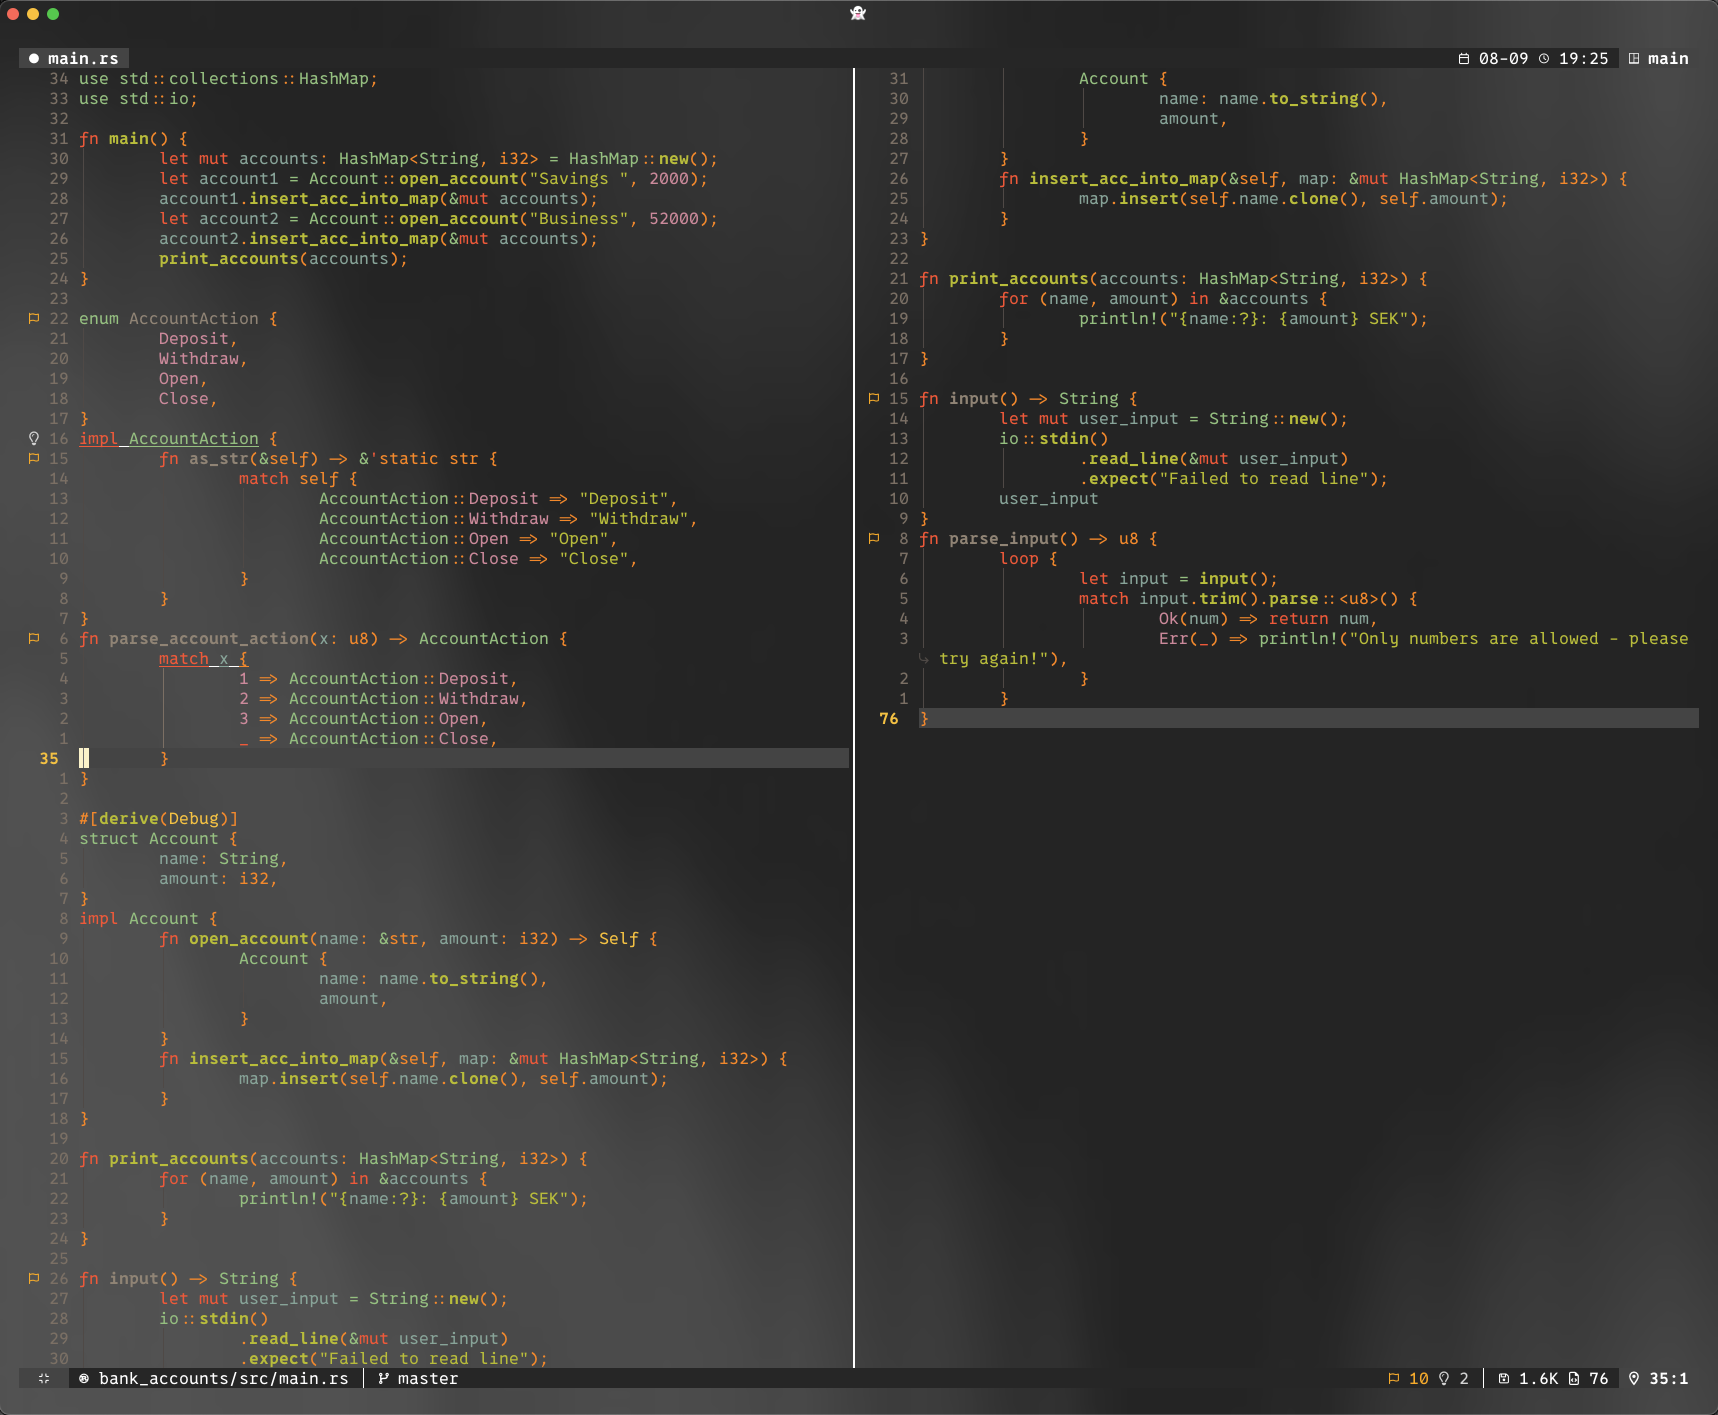 main.rs
08-09 19:25 main
34 use std::collections::HashMap;
33 use std::io;
32
31 fn main() {
30 let mut accounts: HashMap<String, i32> = HashMap::new();
29 let account1 = Account::open_account("Savings ", 2000);
28 account1.insert_acc_into_map(&mut accounts);
27 let account2 = Account::open_account("Business", 52000);
26 account2.insert_acc_into_map(&mut accounts);
25 print_accounts(accounts);
24 }
23
22 enum AccountAction {
21 Deposit,
20 Withdraw,
19 Open,
18 Close,
17 }
16 impl AccountAction {
15 fn as_str(&self) -> &'static str {
14 match self {
13 AccountAction::Deposit => "Deposit",
12 AccountAction::Withdraw => "Withdraw",
11 AccountAction::Open => "Open",
10 AccountAction::Close => "Close",
9 }
8 }
7 }
6 fn parse_account_action(x: u8) -> AccountAction {
5 match x {
4 1 => AccountAction::Deposit,
3 2 => AccountAction::Withdraw,
2 3 => AccountAction::Open,
1 _ => AccountAction::Close,
35 }
1 }
2
3 #[derive(Debug)]
4 struct Account {
5 name: String,
6 amount: i32,
7 }
8 impl Account {
9 fn open_account(name: &str, amount: i32) -> Self {
10 Account {
11 name: name.to_string(),
12 amount,
13 }
14 }
15 fn insert_acc_into_map(&self, map: &mut HashMap<String, i32>) {
16 map.insert(self.name.clone(), self.amount);
17 }
18 }
19
20 fn print_accounts(accounts: HashMap<String, i32>) {
21 for (name, amount) in &accounts {
22 println!("{name:?}: {amount} SEK");
23 }
24 }
25
26 fn input() -> String {
27 let mut user_input = String::new();
28 io::stdin()
29 .read_line(&mut user_input)
30 .expect("Failed to read line");
31 Account {
30 name: name.to_string(),
29 amount,
28 }
27 }
26 fn insert_acc_into_map(&self, map: &mut HashMap<String, i32>) {
25 map.insert(self.name.clone(), self.amount);
24 }
23 }
22
21 fn print_accounts(accounts: HashMap<String, i32>) {
20 for (name, amount) in &accounts {
19 println!("{name:?}: {amount} SEK");
18 }
17 }
16
15 fn input() -> String {
14 let mut user_input = String::new();
13 io::stdin()
12 .read_line(&mut user_input)
11 .expect("Failed to read line");
10 user_input
9 }
8 fn parse_input() -> u8 {
7 loop {
6 let input = input();
5 match input.trim().parse::<u8>() {
4 Ok(num) => return num,
3 Err(_) => println!("Only numbers are allowed - please
try again!"),
2 }
1 }
76 }
bank_accounts/src/main.rs master
10 2 1.6K 76 35:1